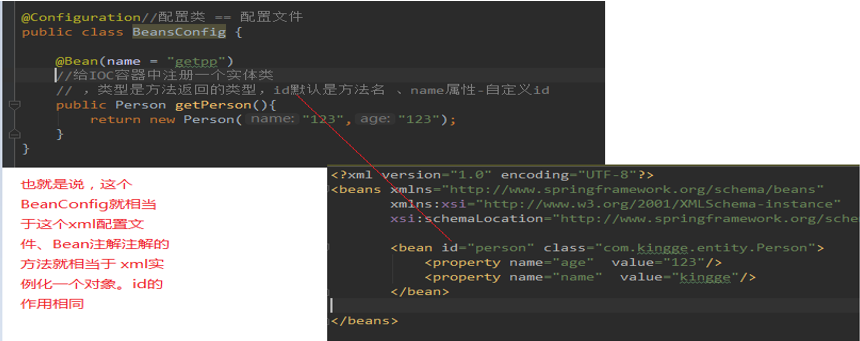 @Configuration//配置类 == 配置文件
public class BeansConfig {
@Bean(name = "getpp")
//给IOC容器中注册一个实体类
// ，类型是方法返回的类型，id默认是方法名 、name属性-自定义id
public Person getPerson(){
return new Person( name: "123", age: "123");
}
}
也就是说，这个
BeanConfig就相当
于这个xml配置文
件、Bean注解注解的
方法就相当于 xml实
例化一个对象。id的
作用相同
<?xml version="1.0" encoding="UTF-8"?>
<beans xmlns="http://www.springframework.org/schema/beans"
xmlns:xsi="http://www.w3.org/2001/XMLSchema-instance"
xsi:schemaLocation="http://www.springframework.org/sche
<bean id="person" class="com.kingge.entity.Person">
<property name="age" value="123"/>
<property name="name" value="kingge"/>
</bean>
</beans>